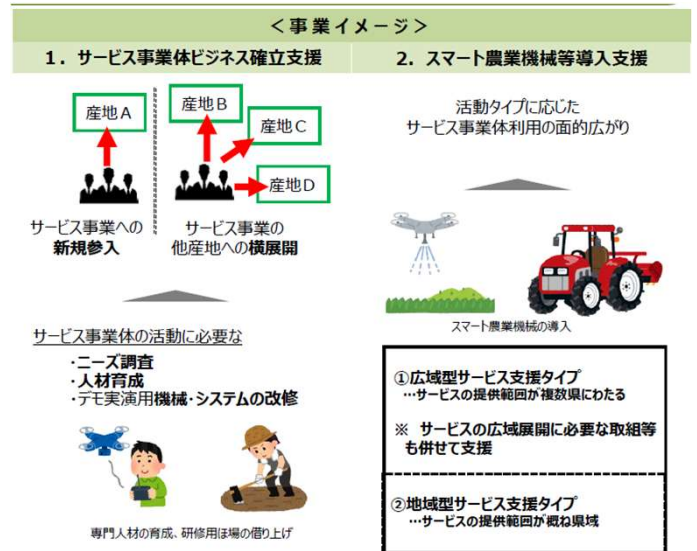 ＜事業イメージ＞
１．サービス事業体ビジネス確立支援
産地A
産地B
産地C
産地D
サービス事業への
新規参入
サービス事業の
他産地への横展開
サービス事業体の活動に必要な
・ニーズ調査
・人材育成
・デモ実演用機械・システムの改修
専門人材の育成、研修用ほ場の借り上げ
２．スマート農業機械等導入支援
活動タイプに応じた
サービス事業体利用の面的広がり
スマート農業機械の導入
①広域型サービス支援タイプ
…サービスの提供範囲が複数県にわたる
※ サービスの広域展開に必要な取組等
も併せて支援
②地域型サービス支援タイプ
…サービスの提供範囲が概ね県域